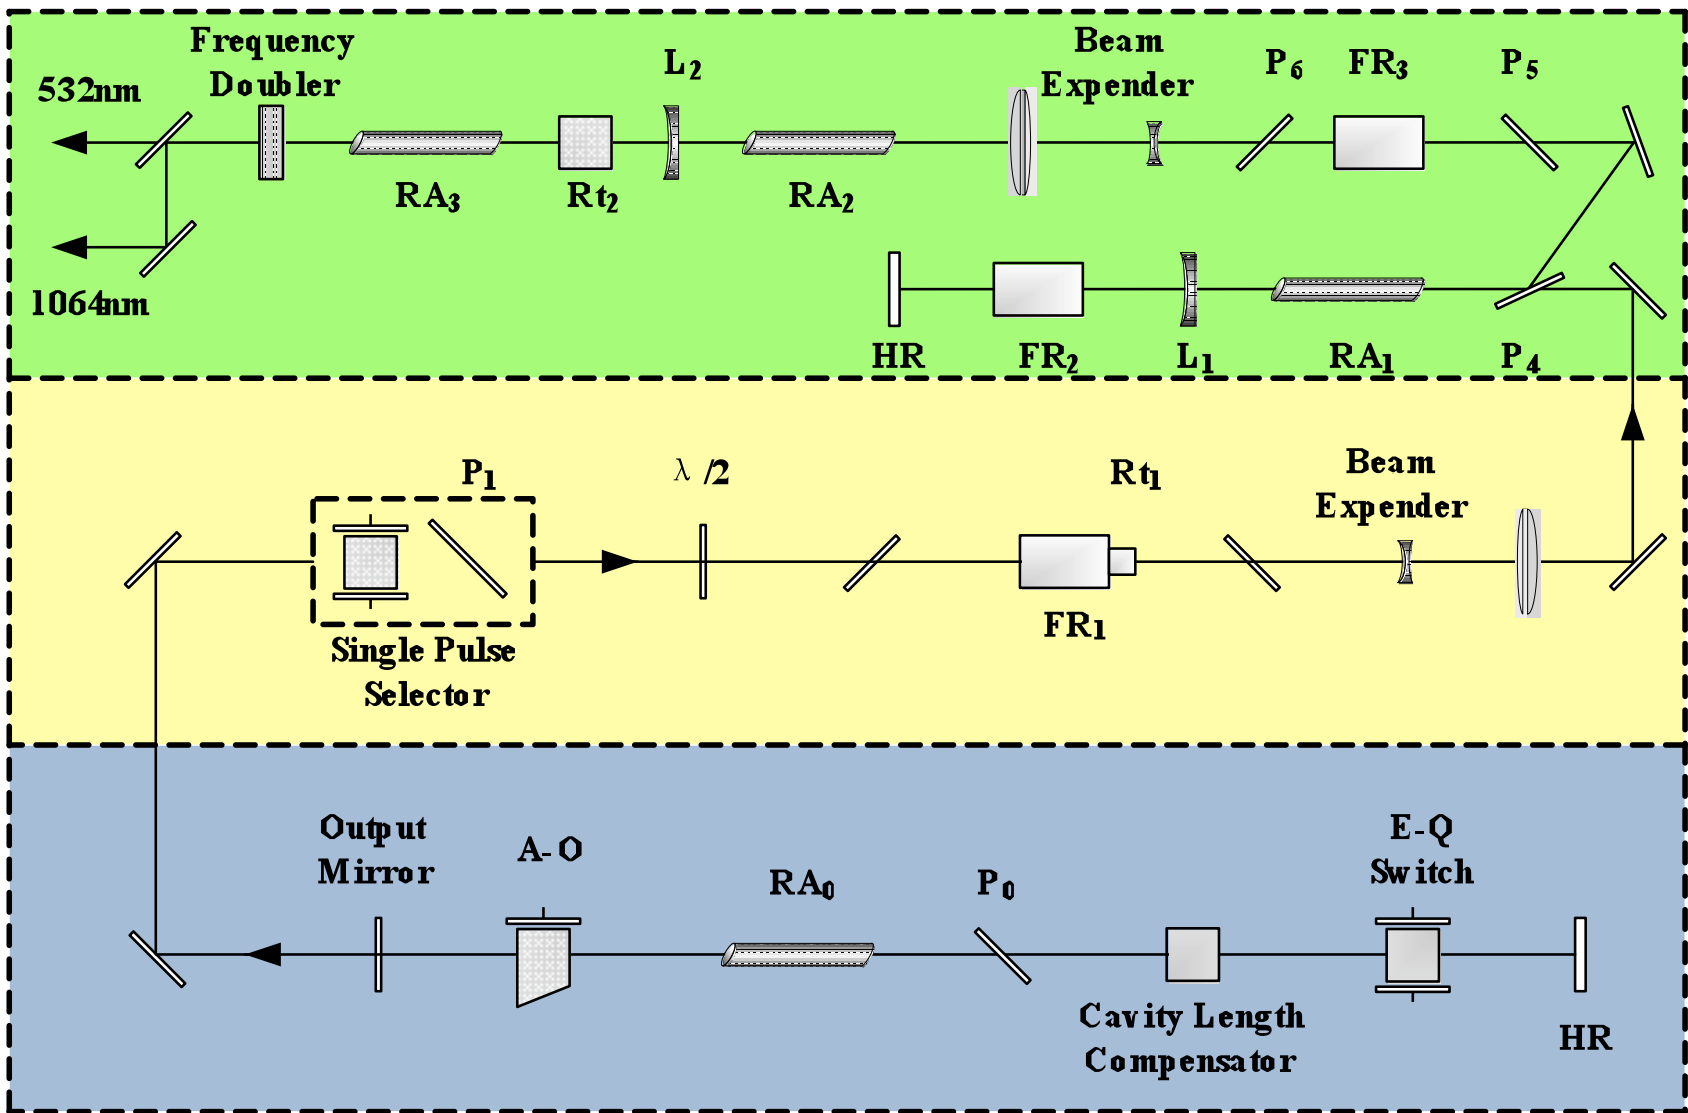 Frequency
Doubler
532nm
L2
Beam
Expender
P6
FR3
P5
RA3
Rt2
RA2
1064nm
HR
FR2
L1
RA1
P4
P1
λ/2
Rt1
Beam
Expender
FR1
Single Pulse
Selector
Output
Mirror
A-O
RA0
P0
E-Q
Switch
Cavity Length
Compensator
HR